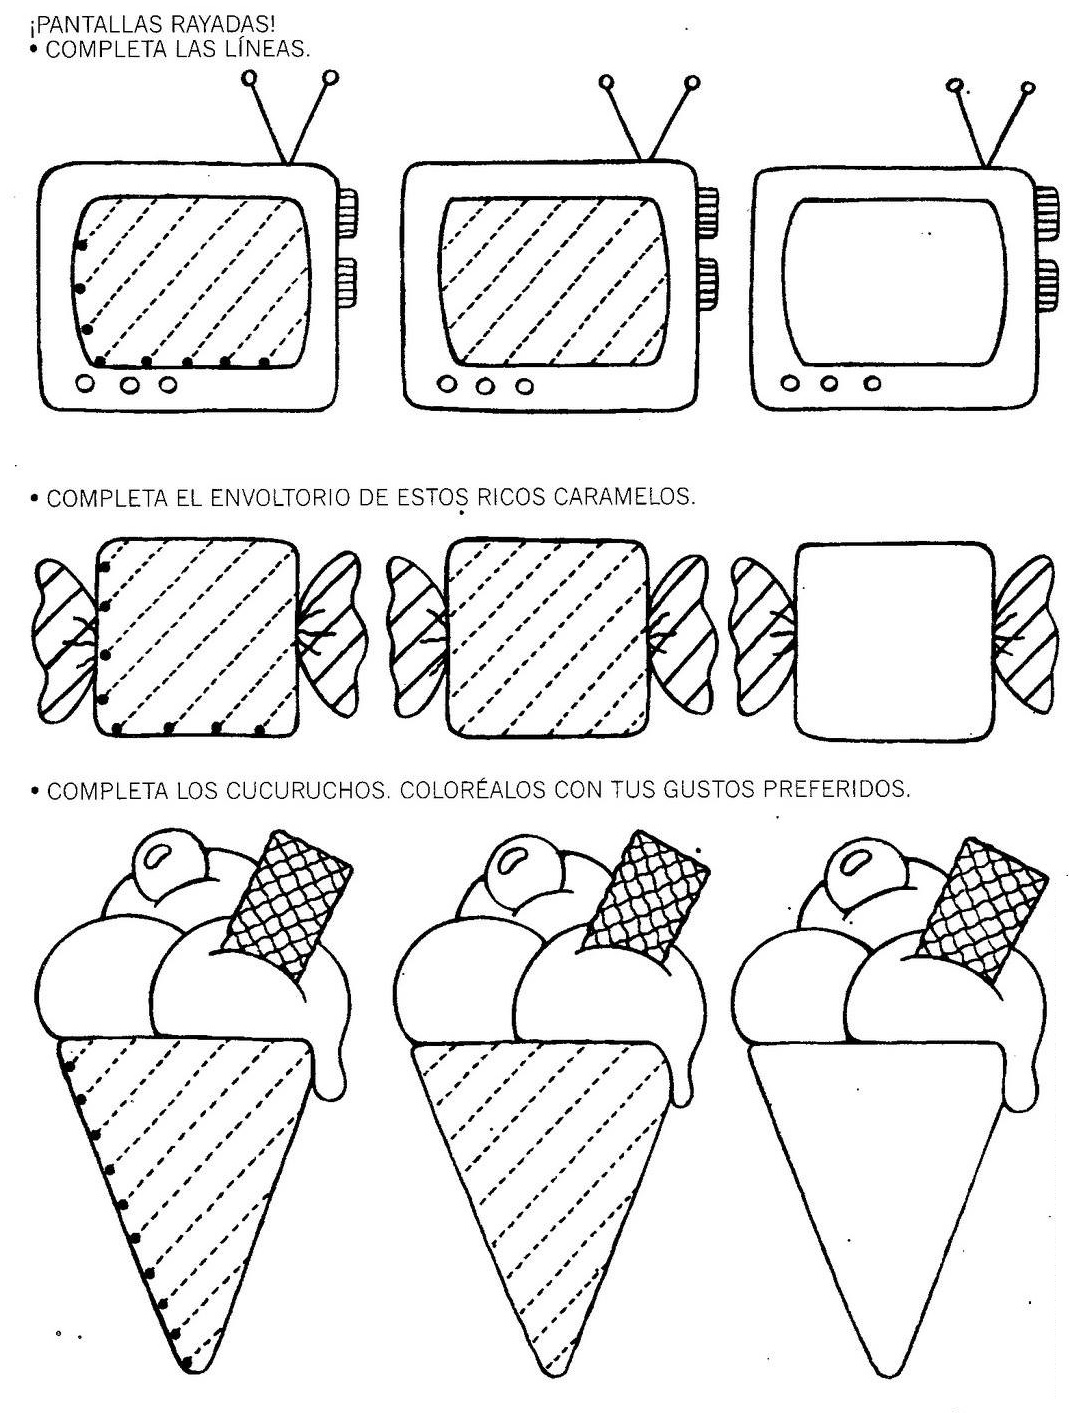 ¡PANTALLAS RAYADAS!
• COMPLETA LAS LÍNEAS.
• COMPLETA EL ENVOLTORIO DE ESTOS RICOS CARAMELOS.
• COMPLETA LOS CUCURUCHOS. COLORÉALOS CON TUS GUSTOS PREFERIDOS.